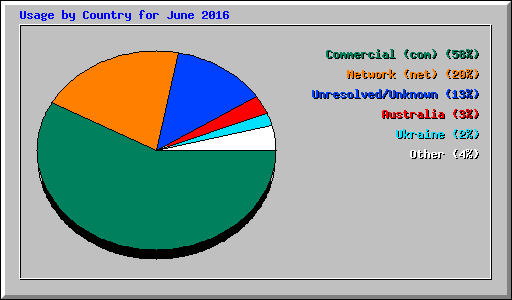 Usage by Country for June 2016
Commercial (com) (58%)
Network (net) (20%)
Unresolved/Unknown (13%)
Australia (3%)
Ukraine (2%)
Other (4%)